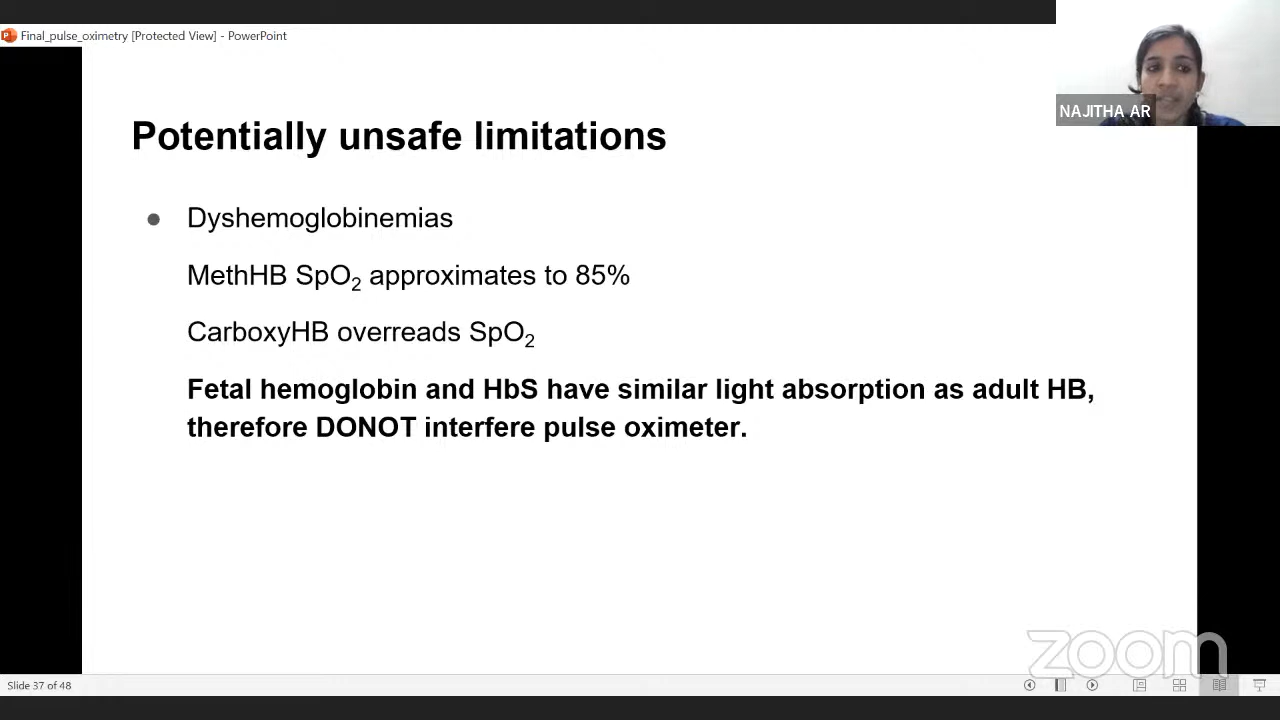 Final_pulse_oximetry [Protected View] - PowerPoint
NAJITHA AR
Potentially unsafe limitations
● Dyshemoglobinemias
MethHB SpO₂ approximates to 85%
CarboxyHB overreads SpO₂
Fetal hemoglobin and HbS have similar light absorption as adult HB,
therefore DONOT interfere pulse oximeter.
zoom
Slide 37 of 48